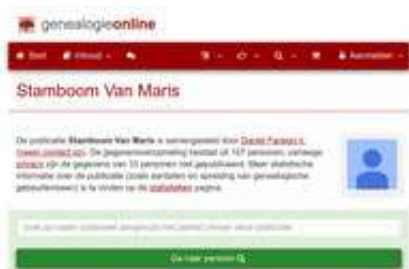 genealogieonline
Start Inhoud Aanmelden
Stamboom Van Maris
De publicatie Stamboom Van Maris is samengesteld door
contact De gegevensverzameling bestaat uit 107 personen, vanwege
privacy zijn de gegevens van 10 personen niet gepubliceerd. Meer statistische
informatie over de publicatie (zoals aantallen en spreiding van genealogische
gebeurtenissen) is te vinden op de statistieken pagina.
Ga naar persoon